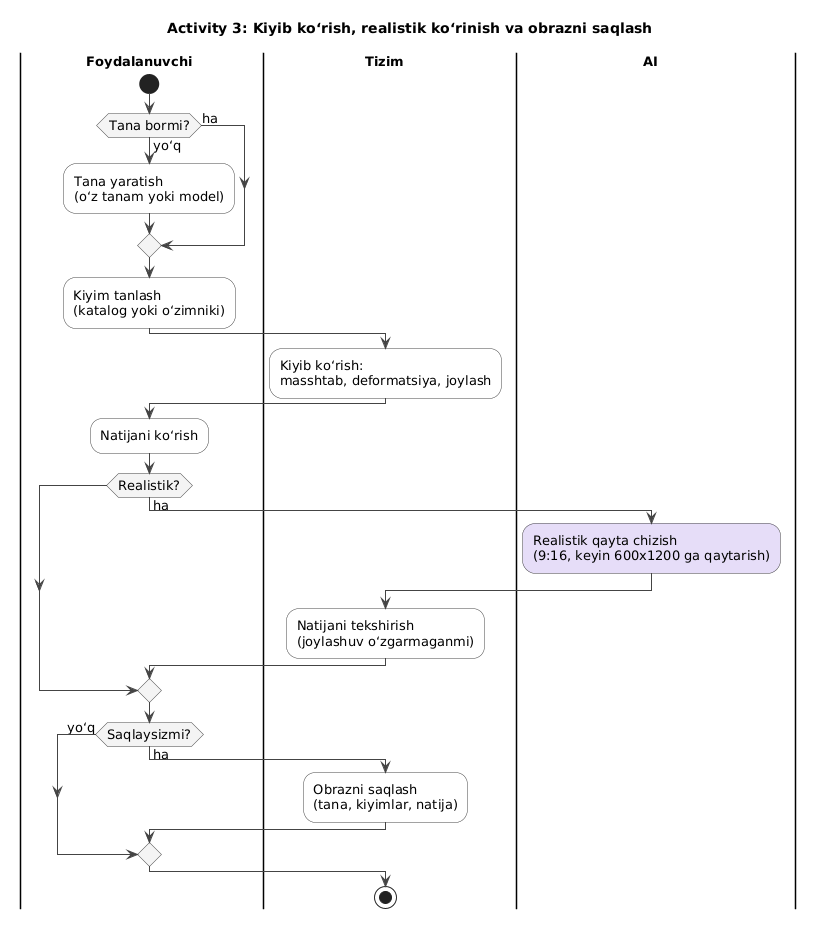 Activity 3: Kiyib ko‘rish, realistik ko‘rinish va obrazni saqlash
Foydalanuvchi
Tizim
AI
Tana bormi?
ha
yo‘q
Tana yaratish
(o‘z tanam yoki model)
Kiyim tanlash
(katalog yoki o‘zimniki)
Kiyib ko‘rish:
masshtab, deformatsiya, joylash
Natijani ko‘rish
Realistik?
ha
Realistik qayta chizish
(9:16, keyin 600x1200 ga qaytarish)
Natijani tekshirish
(joylashuv o‘zgarmaganmi)
yo‘q
Saqlaysizmi?
ha
Obrazni saqlash
(tana, kiyimlar, natija)